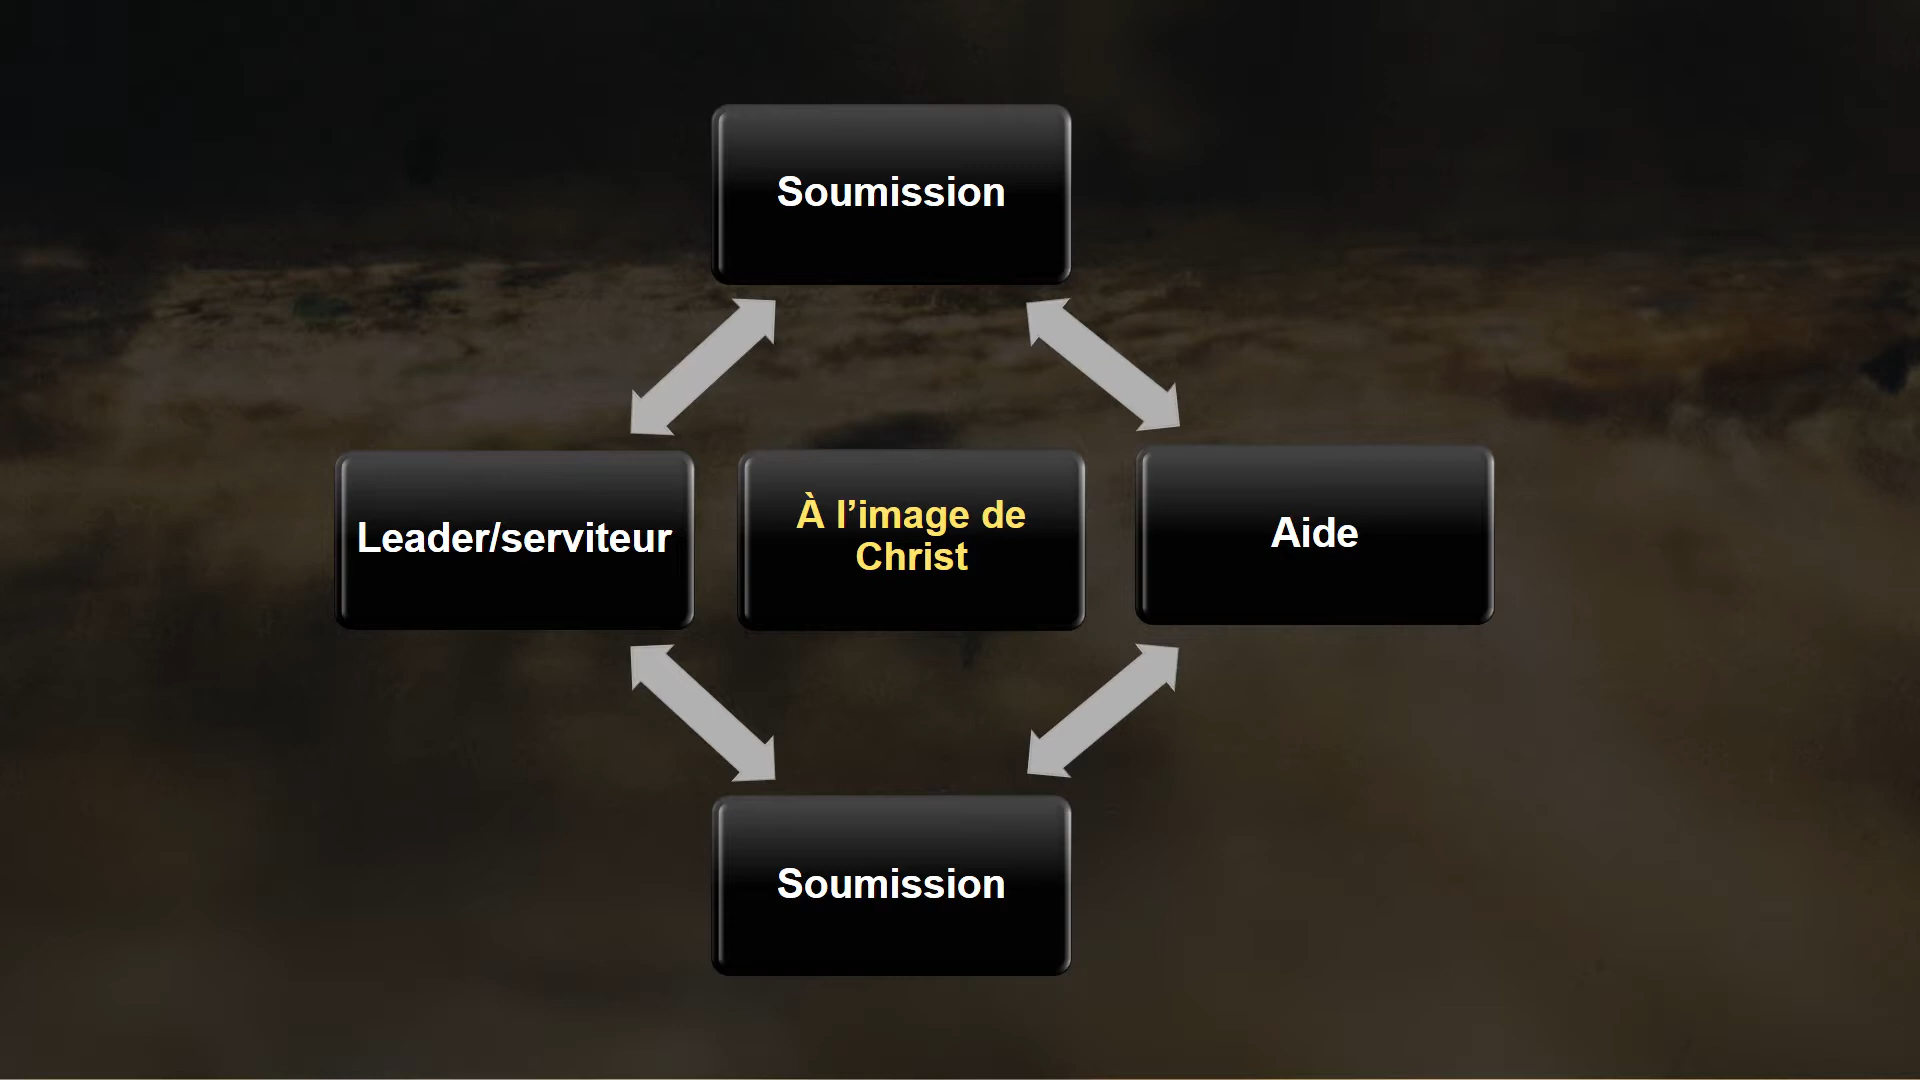 Soumission
Leader/serviteur
À l’image de
Christ
Aide
Soumission